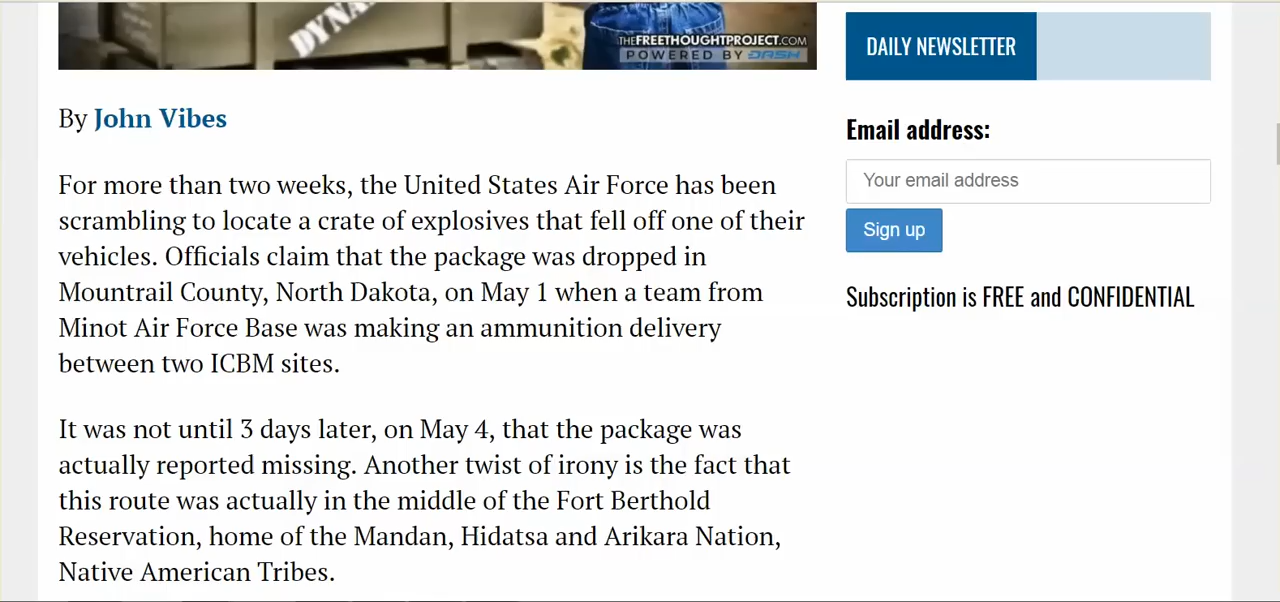 THEFREETHOUGHTPROJECT.COM
POWERED BY DASH
By John Vibes
For more than two weeks, the United States Air Force has been
scrambling to locate a crate of explosives that fell off one of their
vehicles. Officials claim that the package was dropped in
Mountrail County, North Dakota, on May 1 when a team from
Minot Air Force Base was making an ammunition delivery
between two ICBM sites.
It was not until 3 days later, on May 4, that the package was
actually reported missing. Another twist of irony is the fact that
this route was actually in the middle of the Fort Berthold
Reservation, home of the Mandan, Hidatsa and Arikara Nation,
Native American Tribes.
DAILY NEWSLETTER
Email address:
Your email address
Sign up
Subscription is FREE and CONFIDENTIAL